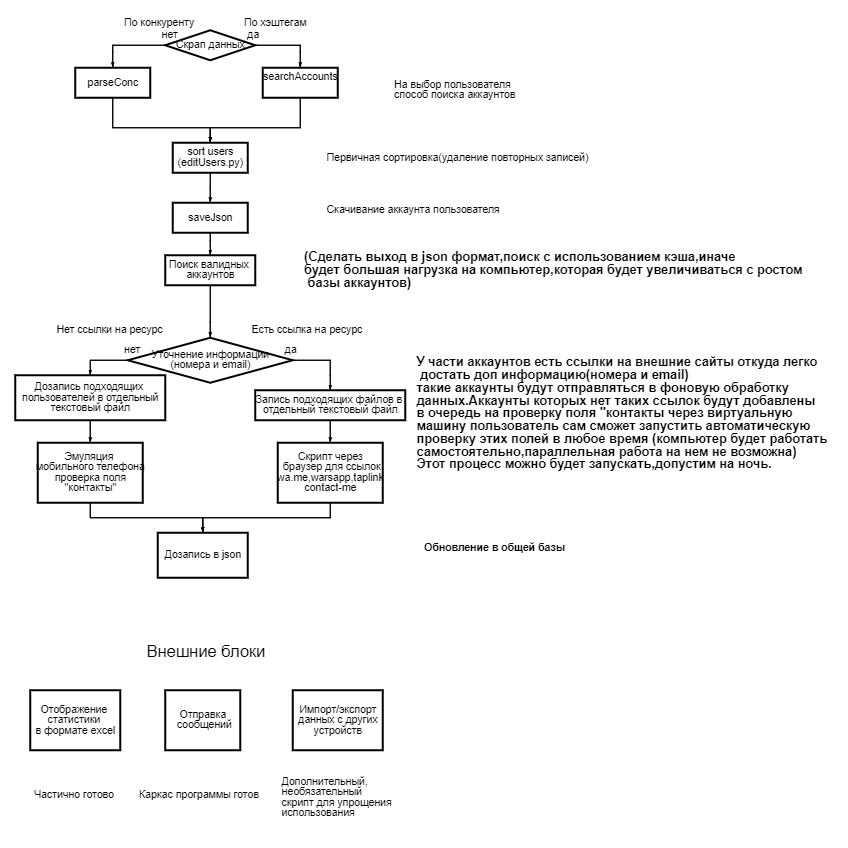 По конкуренту
По хэштегам
нет
да
Скрап данных
parseConc
searchAccounts
На выбор пользователя
способ поиска аккаунтов
sort users
(editUsers.py)
Первичная сортировка(удаление повторных записей)
saveJson
Скачивание аккаунта пользователя
Поиск валидных
аккаунтов
(Сделать выход в json формат,поиск с использованием кэша,иначе
будет большая нагрузка на компьютер,которая будет увеличиваться с ростом
базы аккаунтов)
Нет ссылки на ресурс
Есть ссылка на ресурс
нет
да
Уточнение информации
(номера и email)
У части аккаунтов есть ссылки на внешние сайты откуда легко
достать доп информацию(номера и email)
такие аккаунты будут отправляться в фоновую обработку
данных.Аккаунты которых нет таких ссылок будут добавлены
в очередь на проверку поля "контакты через виртуальную
машину пользователь сам сможет запустить автоматическую
проверку этих полей в любое время (компьютер будет работать
самостоятельно,параллельная работа на нем не возможна)
Этот процесс можно будет запускать,допустим на ночь.
Дозапись подходящих
пользователей в отдельный
текстовый файл
Запись подходящих файлов в
отдельный текстовый файл
Эмуляция
мобильного телефона
проверка поля
"контакты"
Скрипт через
браузер для ссылок
wa.me,warsapp,taplink
contact-me
Дозапись в json
Обновление в общей базы
Внешние блоки
Отображение
статистики
в формате excel
Отправка
сообщений
Импорт/экспорт
данных с других
устройств
Частично готово
Каркас программы готов
Дополнительный,
необязательный
скрипт для упрощения
использования